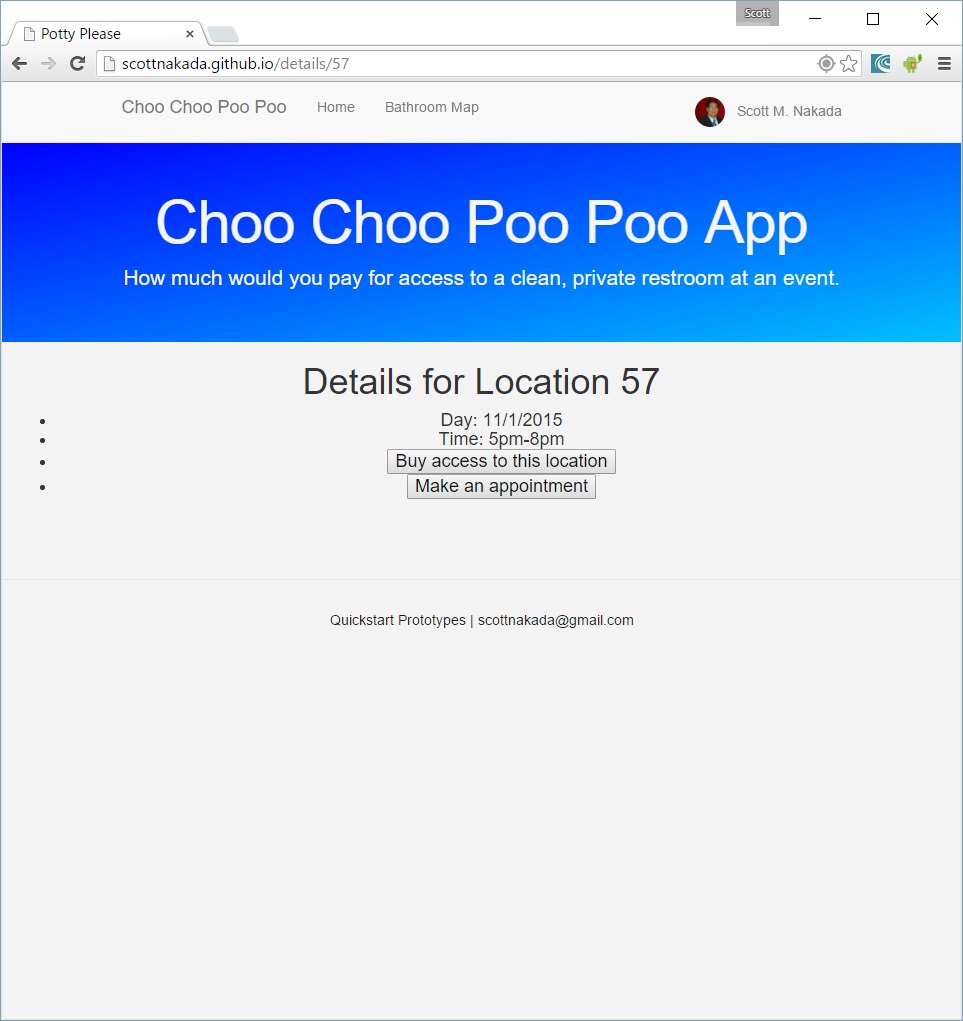 Scott
Potty Please
scottnakada.github.io/details/57
Choo Choo Poo Poo Home Bathroom Map Scott M. Nakada
Choo Choo Poo Poo App
How much would you pay for access to a clean, private restroom at an event.
Details for Location 57
Day: 11/1/2015
Time: 5pm-8pm
Buy access to this location
Make an appointment
Quickstart Prototypes | scottnakada@gmail.com